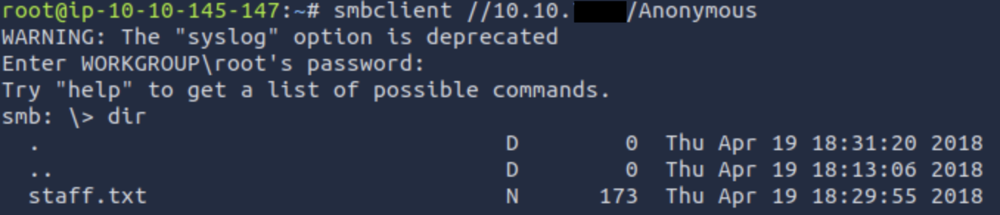 root@ip-10-10-145-147:~# smbclient //10.10. /Anonymous
WARNING: The "syslog" option is deprecated
Enter WORKGROUP\root's password:
Try "help" to get a list of possible commands.
smb: \> dir
. D 0 Thu Apr 19 18:31:20 2018
.. D 0 Thu Apr 19 18:13:06 2018
staff.txt N 173 Thu Apr 19 18:29:55 2018